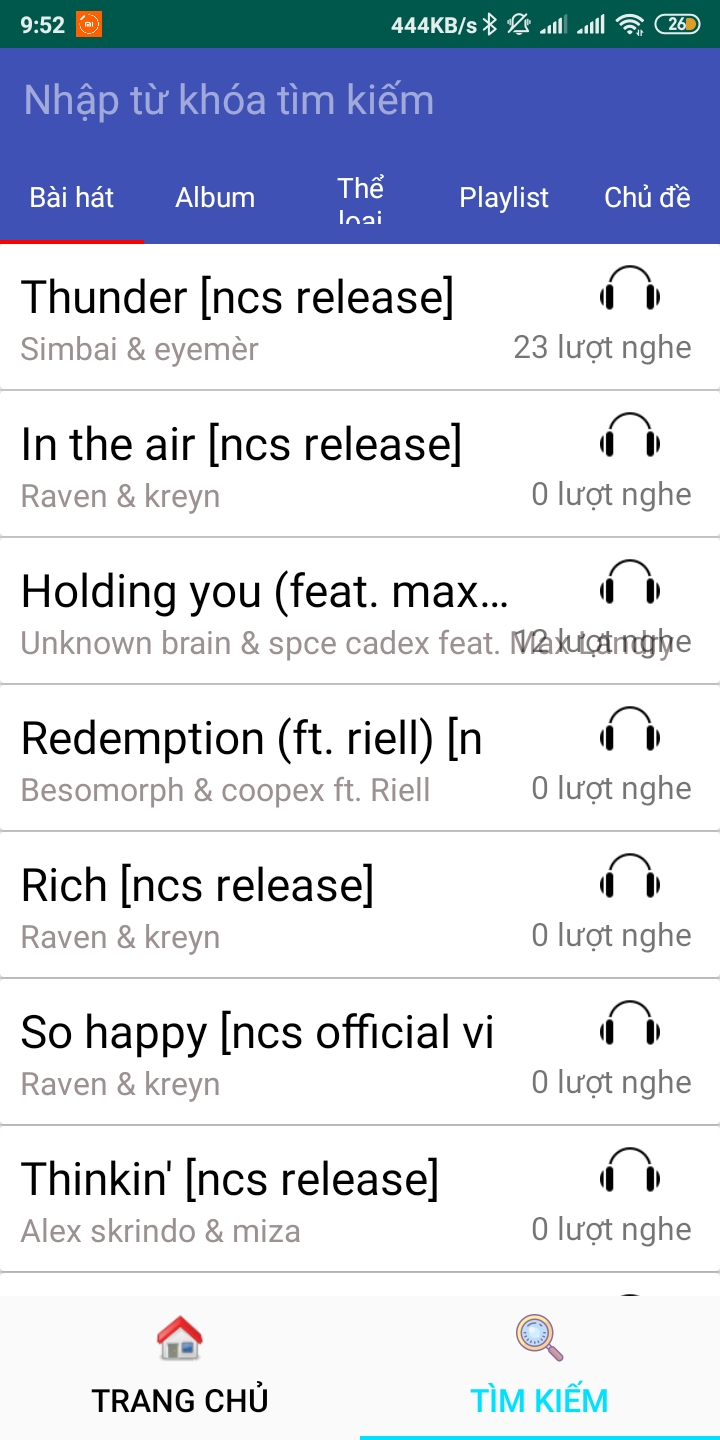 9:52 444KB/s 26
Nhập từ khóa tìm kiếm
Bài hát Album Thể loại Playlist Chủ đề
Thunder [ncs release]
Simbai & eyemèr 23 lượt nghe
In the air [ncs release]
Raven & kreyn 0 lượt nghe
Holding you (feat. max...
Unknown brain & spce cadex feat. Max Landry 12 lượt nghe
Redemption (ft. riell) [n
Besomorph & coopex ft. Riell 0 lượt nghe
Rich [ncs release]
Raven & kreyn 0 lượt nghe
So happy [ncs official vi
Raven & kreyn 0 lượt nghe
Thinkin' [ncs release]
Alex skrindo & miza 0 lượt nghe
TRANG CHỦ TÌM KIẾM